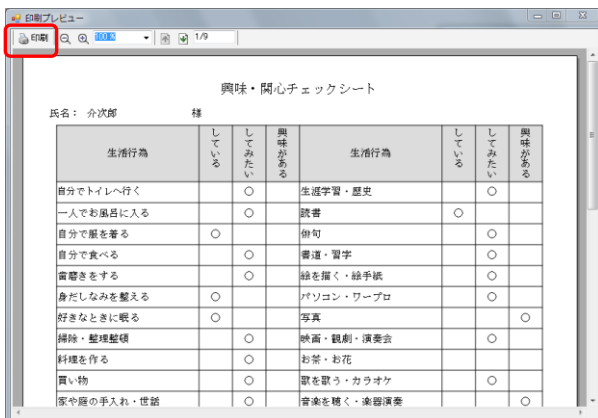 印刷プレビュー
印刷 100 % 1/9
興味・関心チェックシート
氏名： 介次郎 様
生活行為 している してみたい 興味がある 生活行為 している してみたい 興味がある
自分でトイレへ行く ○ 生涯学習・歴史 ○
一人でお風呂に入る ○ 読書 ○
自分で服を着る ○ 俳句 ○
自分で食べる ○ 書道・習字 ○
歯磨きをする ○ 絵を描く・絵手紙 ○
身だしなみを整える ○ パソコン・ワープロ ○
好きなときに眠る ○ 写真 ○
掃除・整理整頓 ○ 映画・観劇・演奏会 ○
料理を作る ○ お茶・お花
買い物 ○ 歌を歌う・カラオケ ○
家や庭の手入れ・世話 ○ 音楽を聴く・楽器演奏 ○